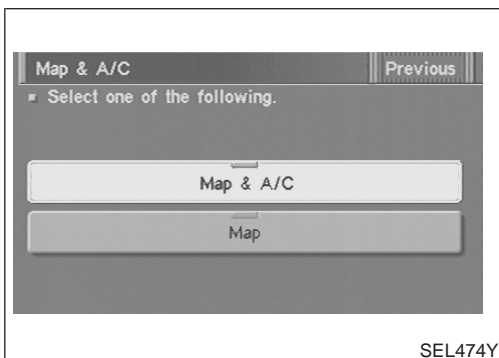 Map & A/C
Previous
Select one of the following.
Map & A/C
Map
SEL474Y